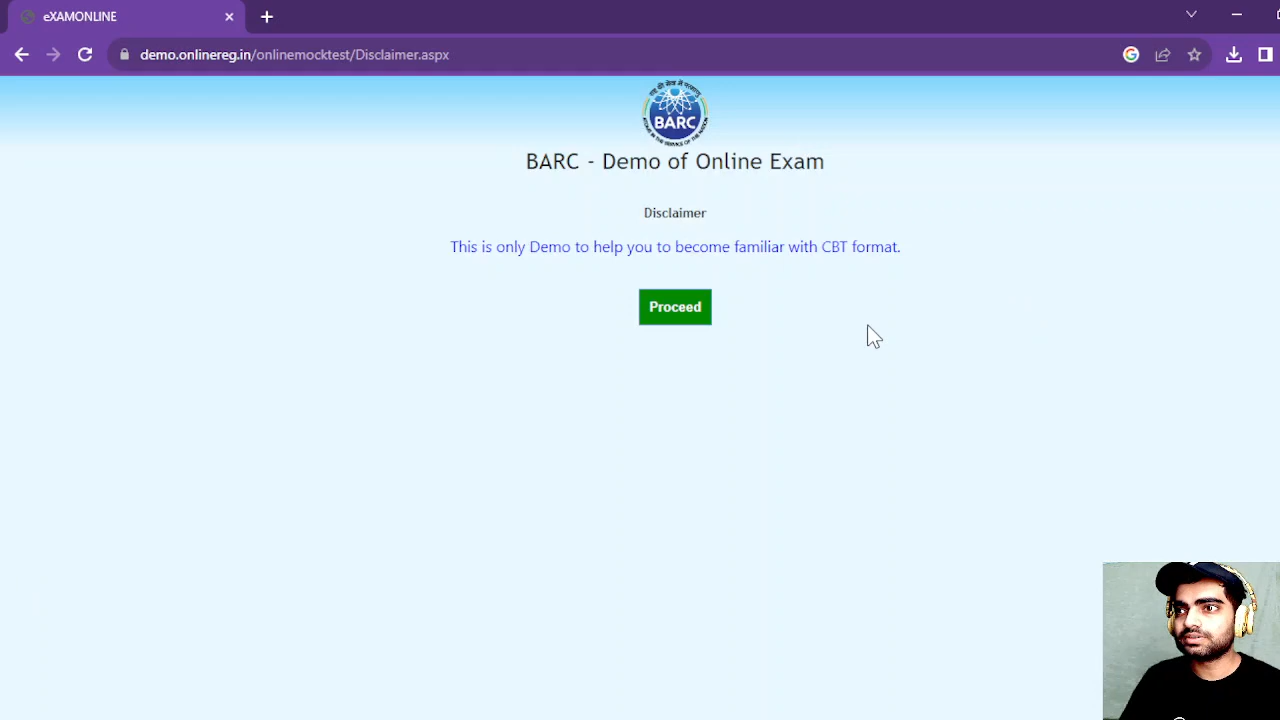 eXAMONLINE
demo.onlinereg.in/onlinemocktest/Disclaimer.aspx
BARC
BARC - Demo of Online Exam
Disclaimer
This is only Demo to help you to become familiar with CBT format.
Proceed